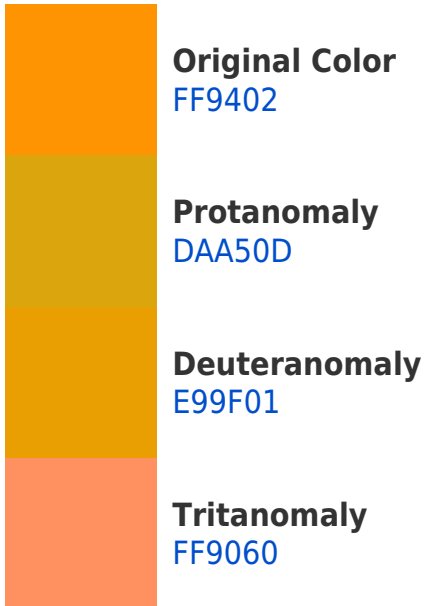 Original Color
FF9402
Protanomaly
DAA50D
Deuteranomaly
E99F01
Tritanomaly
FF9060